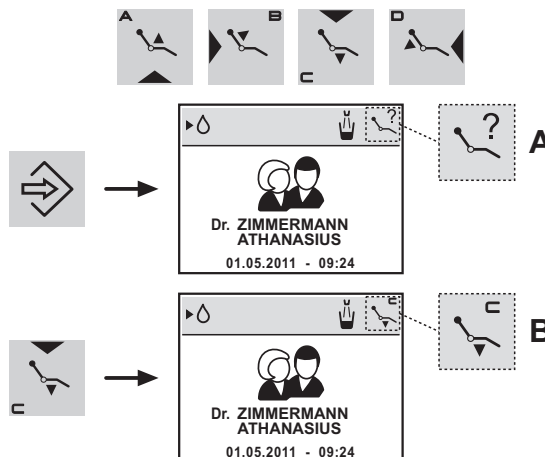 A B C D
?
? A
Dr. ZIMMERMANN
ATHANASIUS
01.05.2011 - 09:24
C
C B
C
Dr. ZIMMERMANN
ATHANASIUS
01.05.2011 - 09:24